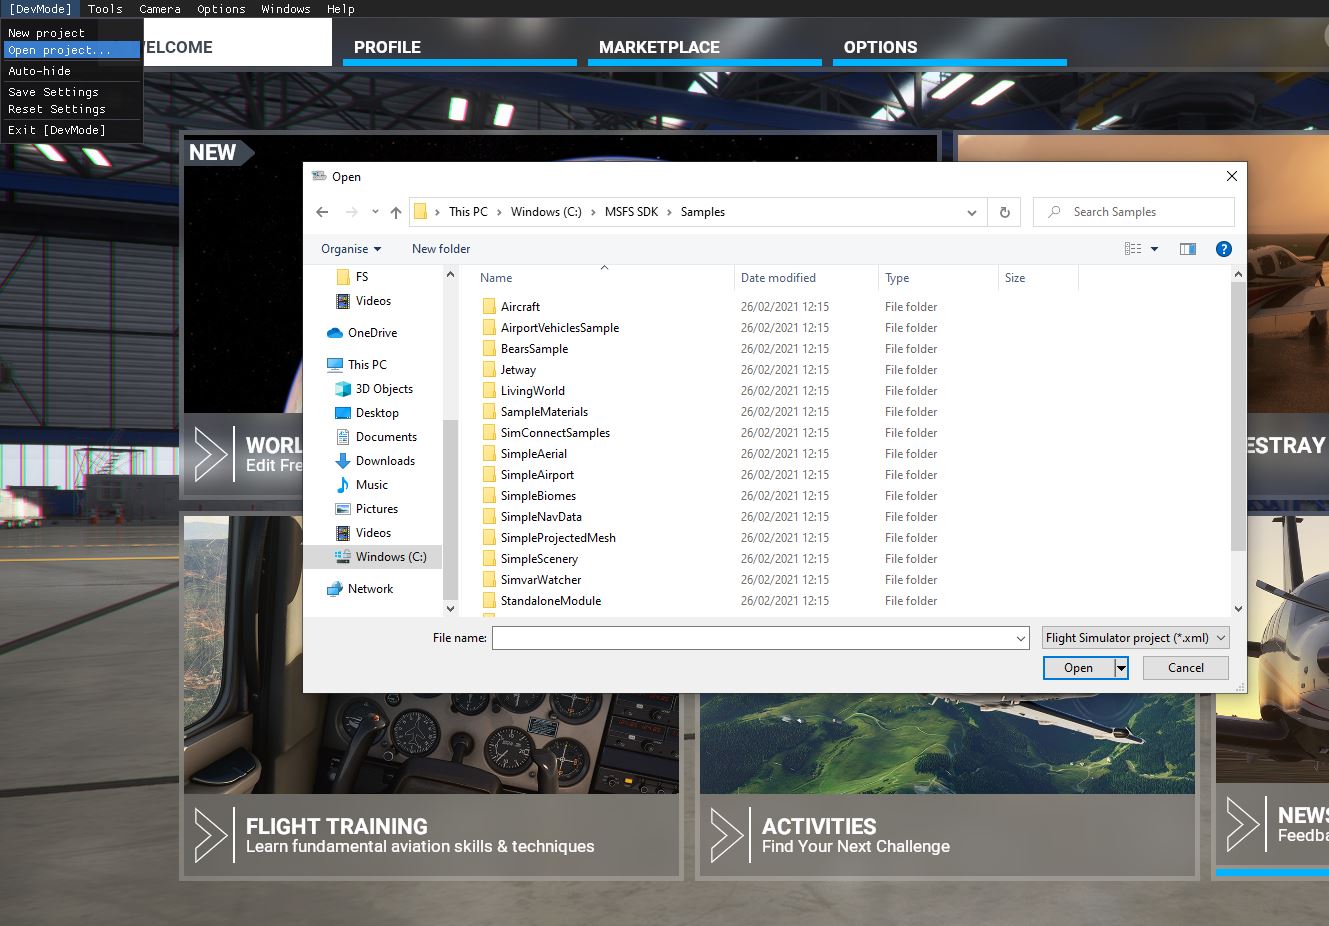 [DevMode] Tools Camera Options Windows Help
New project
Open project...
Auto-hide
Save Settings
Reset Settings
Exit [DevMode]
PROFILE
MARKETPLACE
OPTIONS
NEW
Open
This PC > Windows (C:) > MSFS SDK > Samples
Search Samples
Organise
New folder
FS
Videos
OneDrive
This PC
3D Objects
Desktop
Documents
Downloads
Music
Pictures
Videos
Windows (C:)
Network
Name Date modified Type Size
Aircraft 26/02/2021 12:15 File folder
AirportVehiclesSample 26/02/2021 12:15 File folder
BearsSample 26/02/2021 12:15 File folder
Jetway 26/02/2021 12:15 File folder
LivingWorld 26/02/2021 12:15 File folder
SampleMaterials 26/02/2021 12:15 File folder
SimConnectSamples 26/02/2021 12:15 File folder
SimpleAerial 26/02/2021 12:15 File folder
SimpleAirport 26/02/2021 12:15 File folder
SimpleBiomes 26/02/2021 12:15 File folder
SimpleNavData 26/02/2021 12:15 File folder
SimpleProjectedMesh 26/02/2021 12:15 File folder
SimpleScenery 26/02/2021 12:15 File folder
SimvarWatcher 26/02/2021 12:15 File folder
StandaloneModule 26/02/2021 12:15 File folder
File name:
Flight Simulator project (*.xml)
Open
Cancel
Edit
FLIGHT TRAINING
Learn fundamental aviation skills & techniques
ACTIVITIES
Find Your Next Challenge